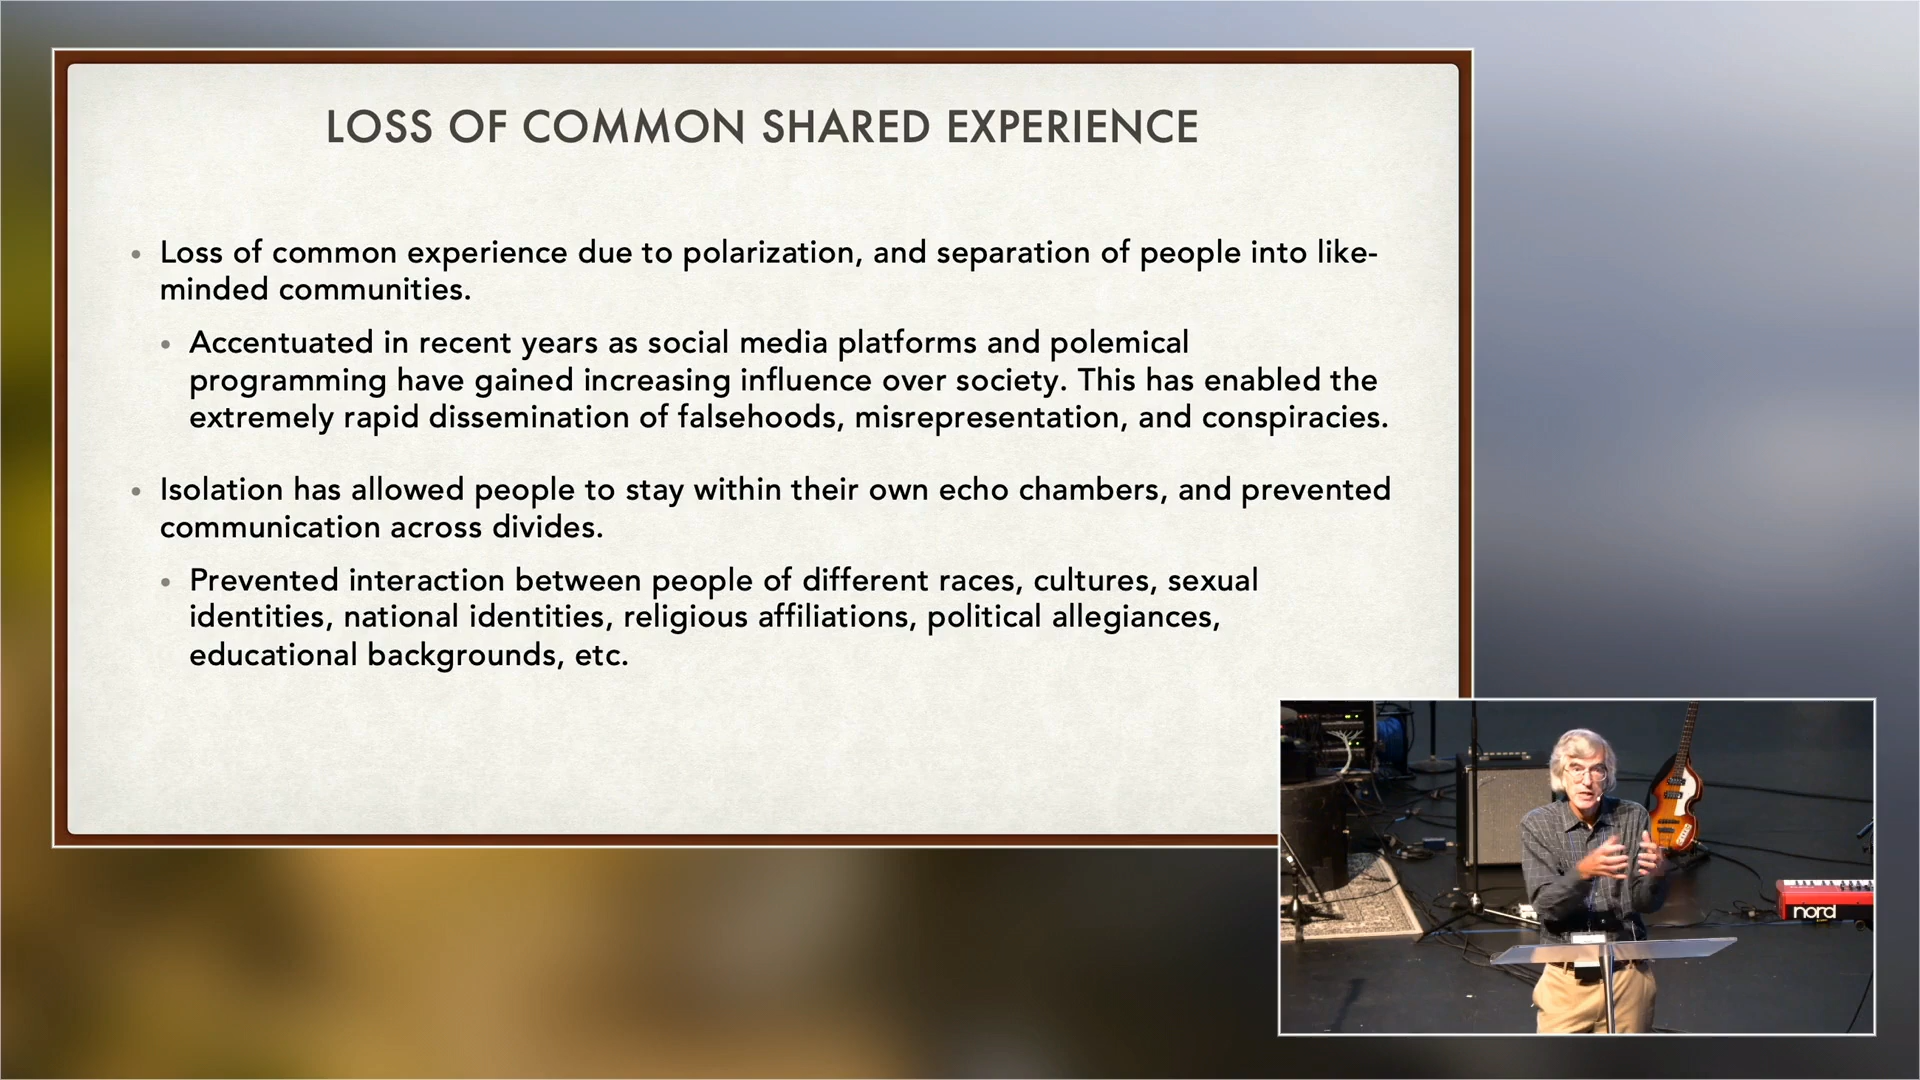 LOSS OF COMMON SHARED EXPERIENCE
• Loss of common experience due to polarization, and separation of people into like-
minded communities.
• Accentuated in recent years as social media platforms and polemical
programming have gained increasing influence over society. This has enabled the
extremely rapid dissemination of falsehoods, misrepresentation, and conspiracies.
• Isolation has allowed people to stay within their own echo chambers, and prevented
communication across divides.
• Prevented interaction between people of different races, cultures, sexual
identities, national identities, religious affiliations, political allegiances,
educational backgrounds, etc.
nord